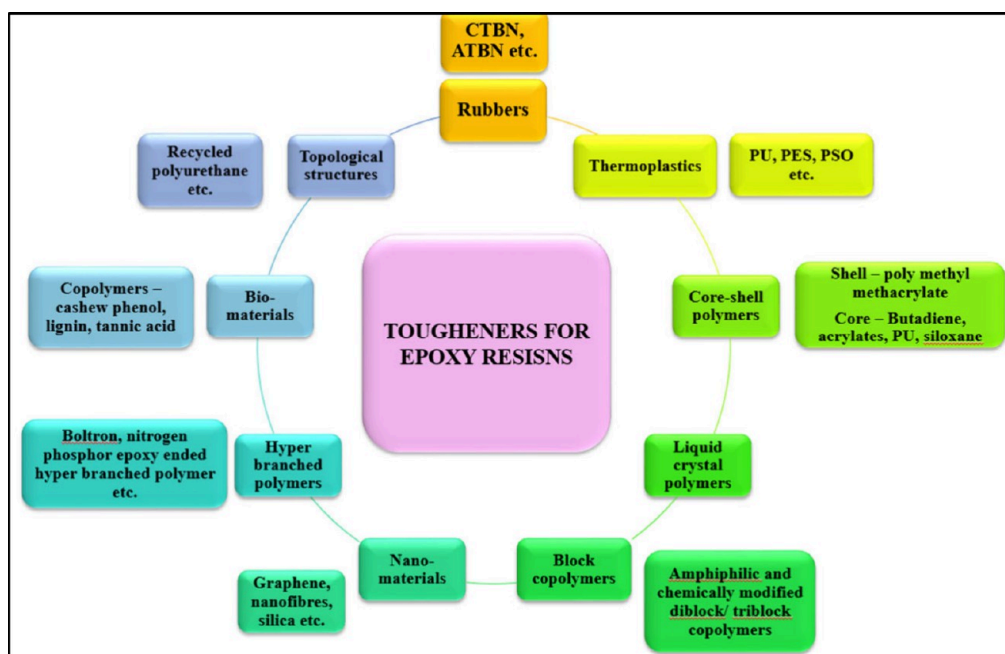 CTBN,
ATBN etc.
Rubbers
Thermoplastics
PU, PES, PSO
etc.
Core-shell
polymers
Shell – poly methyl
methacrylate
Core – Butadiene,
acrylates, PU, siloxane
Liquid
crystal
polymers
Block
copolymers
Amphiphilic and
chemically modified
diblock/ triblock
copolymers
Nano-
materials
Graphene,
nanofibres,
silica etc.
Hyper
branched
polymers
Boltron, nitrogen
phosphor epoxy ended
hyper branched polymer
etc.
Bio-
materials
Copolymers –
cashew phenol,
lignin, tannic acid
Topological
structures
Recycled
polyurethane
etc.
TOUGHENERS FOR
EPOXY RESISNS